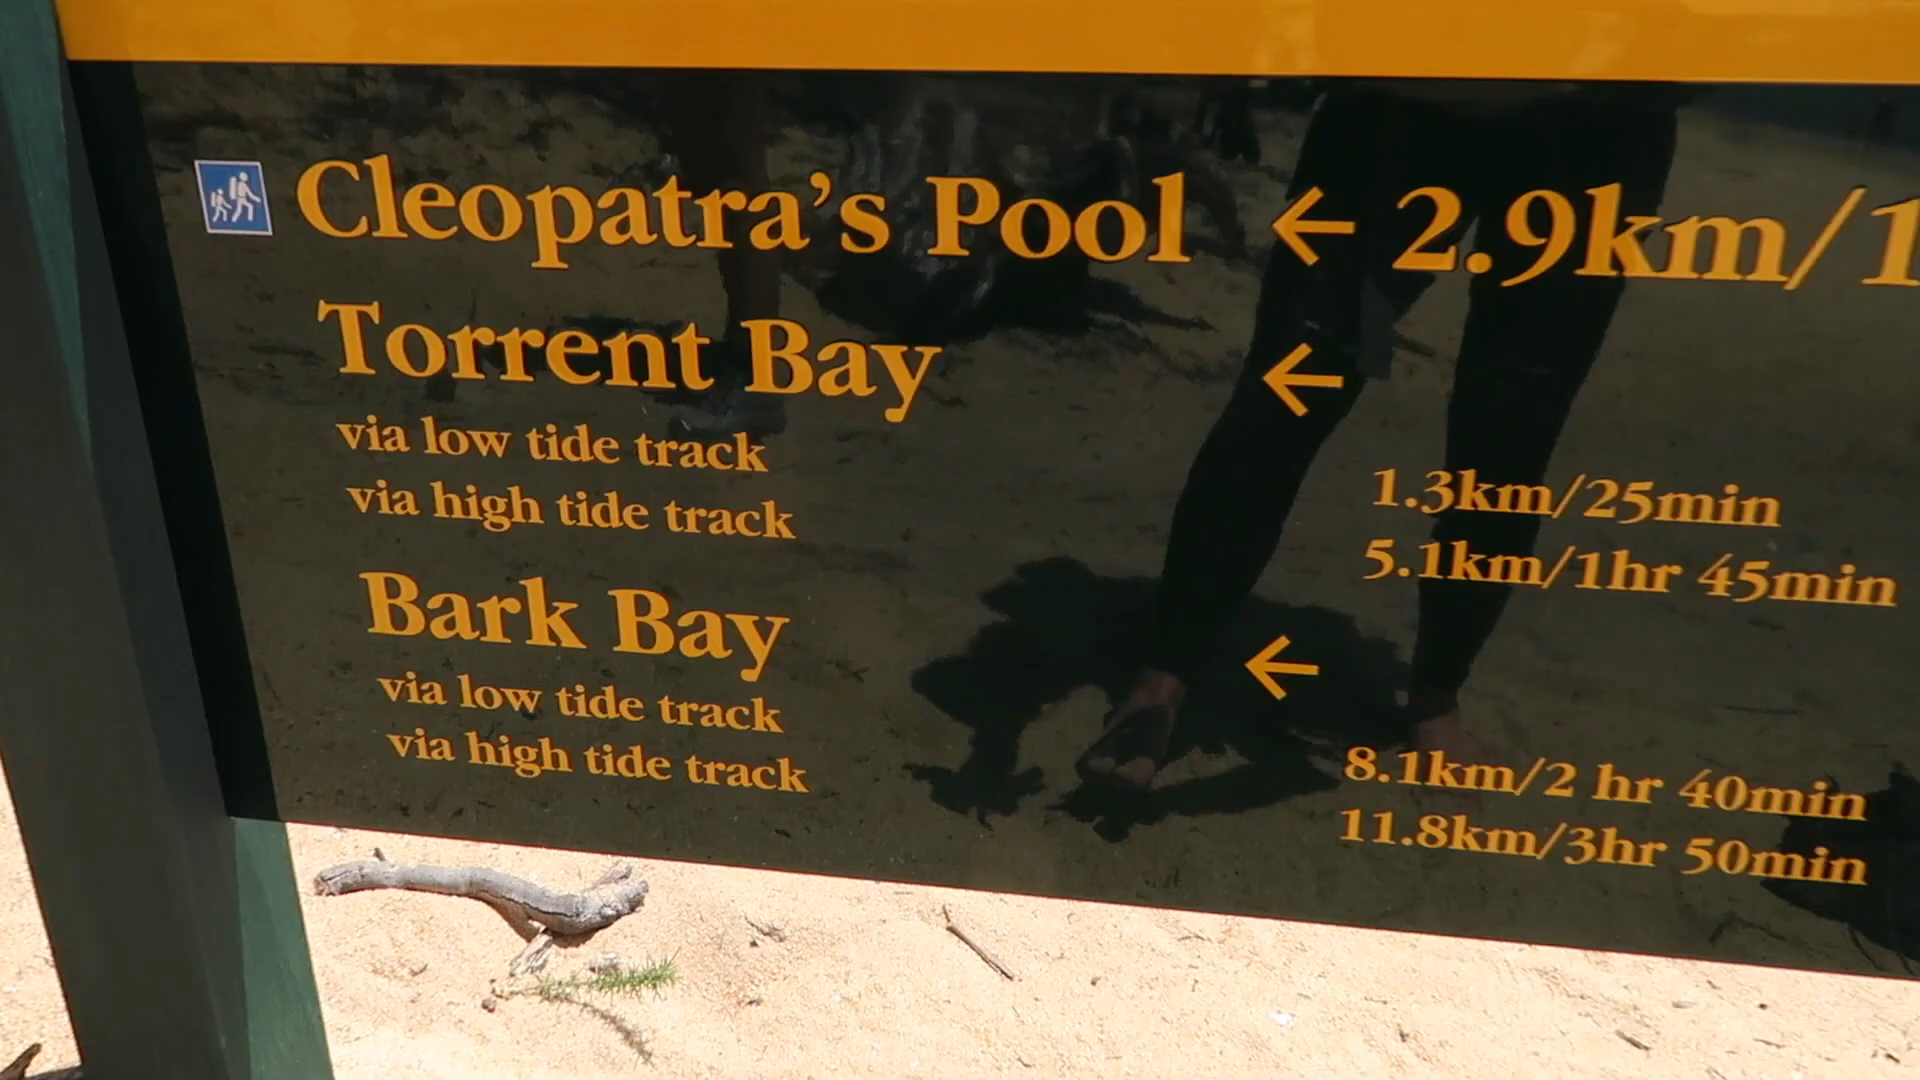 Cleopatra's Pool ← 2.9km/1
Torrent Bay ←
via low tide track 1.3km/25min
via high tide track 5.1km/1hr 45min
Bark Bay ←
via low tide track 8.1km/2 hr 40min
via high tide track 11.8km/3hr 50min